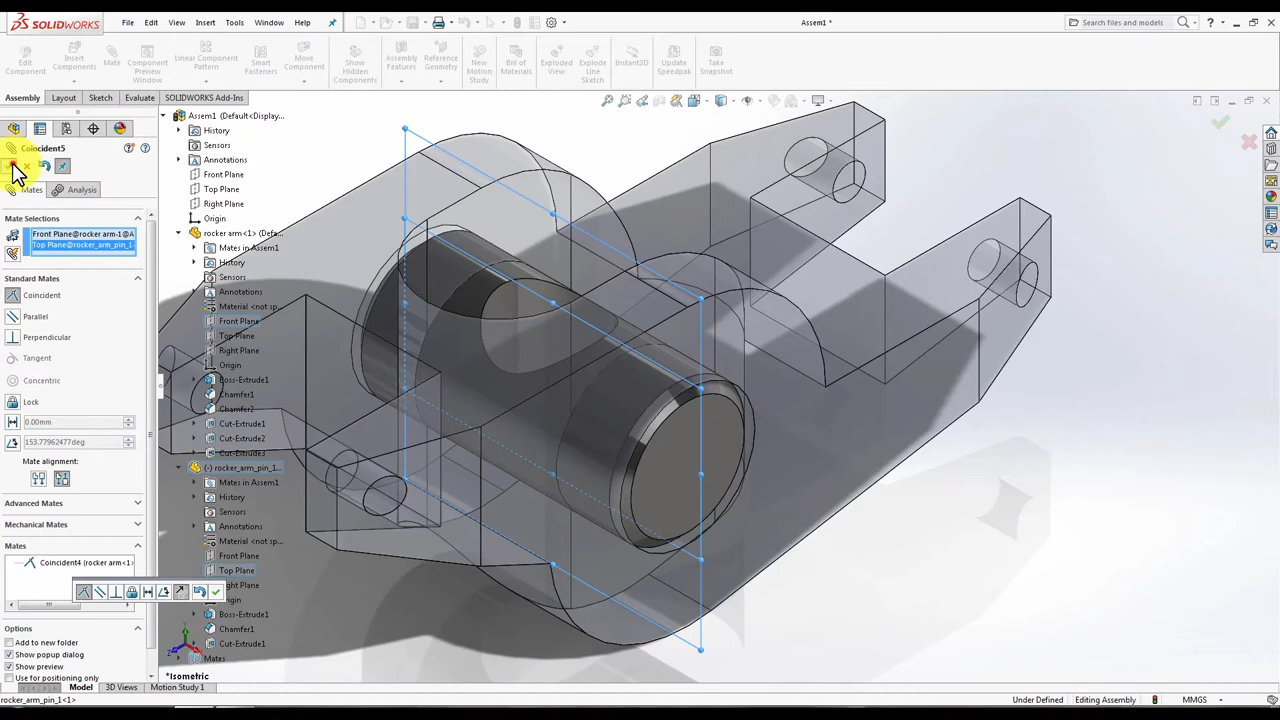 SOLIDWORKS
File Edit View Insert Tools Window Help
Assem1 *
Search files and models
Edit Component
Insert Components
Mate
Component Preview Window
Linear Component Pattern
Smart Fasteners
Move Component
Show Hidden Components
Assembly Features
Reference Geometry
New Motion Study
Bill of Materials
Exploded View
Explode Line Sketch
Instant3D
Update Speedpak
Take Snapshot
Assembly Layout Sketch Evaluate SOLIDWORKS Add-Ins
Coincident5
Mates Analysis
Mate Selections
Front Plane@rocker arm-1@A
Top Plane@rocker_arm_pin_1-
Standard Mates
Coincident
Parallel
Perpendicular
Tangent
Concentric
Lock
0.00mm
153.77962477deg
Mate alignment:
Advanced Mates
Mechanical Mates
Mates
Coincident4 (rocker arm<1>
Options
Add to new folder
Show popup dialog
Show preview
Use for positioning only
Assem1 (Default<Display...
History
Sensors
Annotations
Front Plane
Top Plane
Right Plane
Origin
rocker arm<1> (Defa...
Mates in Assem1
History
Sensors
Annotations
Material <not sp...
Front Plane
Top Plane
Right Plane
Origin
Boss-Extrude1
Chamfer1
Chamfer2
Cut-Extrude1
Cut-Extrude2
Cut-Extrude3
(-) rocker_arm_pin_1...
Mates in Assem1
History
Sensors
Annotations
Material <not sp...
Front Plane
Top Plane
Right Plane
Boss-Extrude1
Chamfer1
Cut-Extrude1
Mates
Y
Z
*Isometric
Model 3D Views Motion Study 1
rocker_arm_pin_1<1>
Under Defined Editing Assembly MMGS